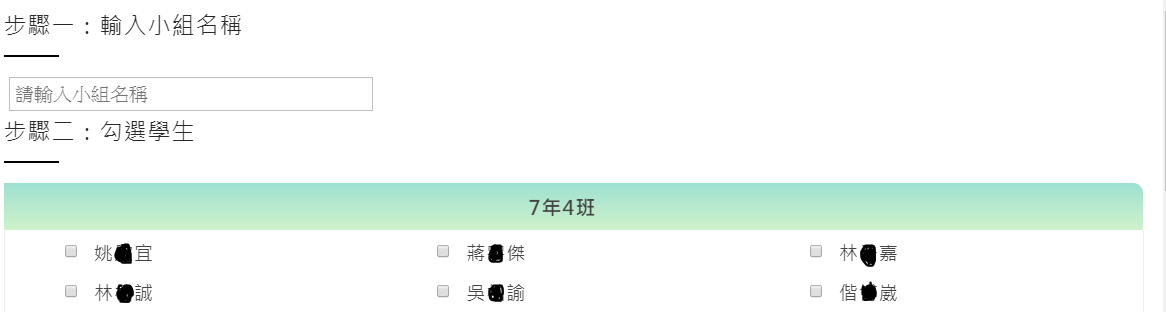 步驟一：輸入小組名稱
請輸入小組名稱
步驟二：勾選學生
7年4班
姚 宜 蔣 傑 林 嘉
林 誠 吳 諭 偕 崴